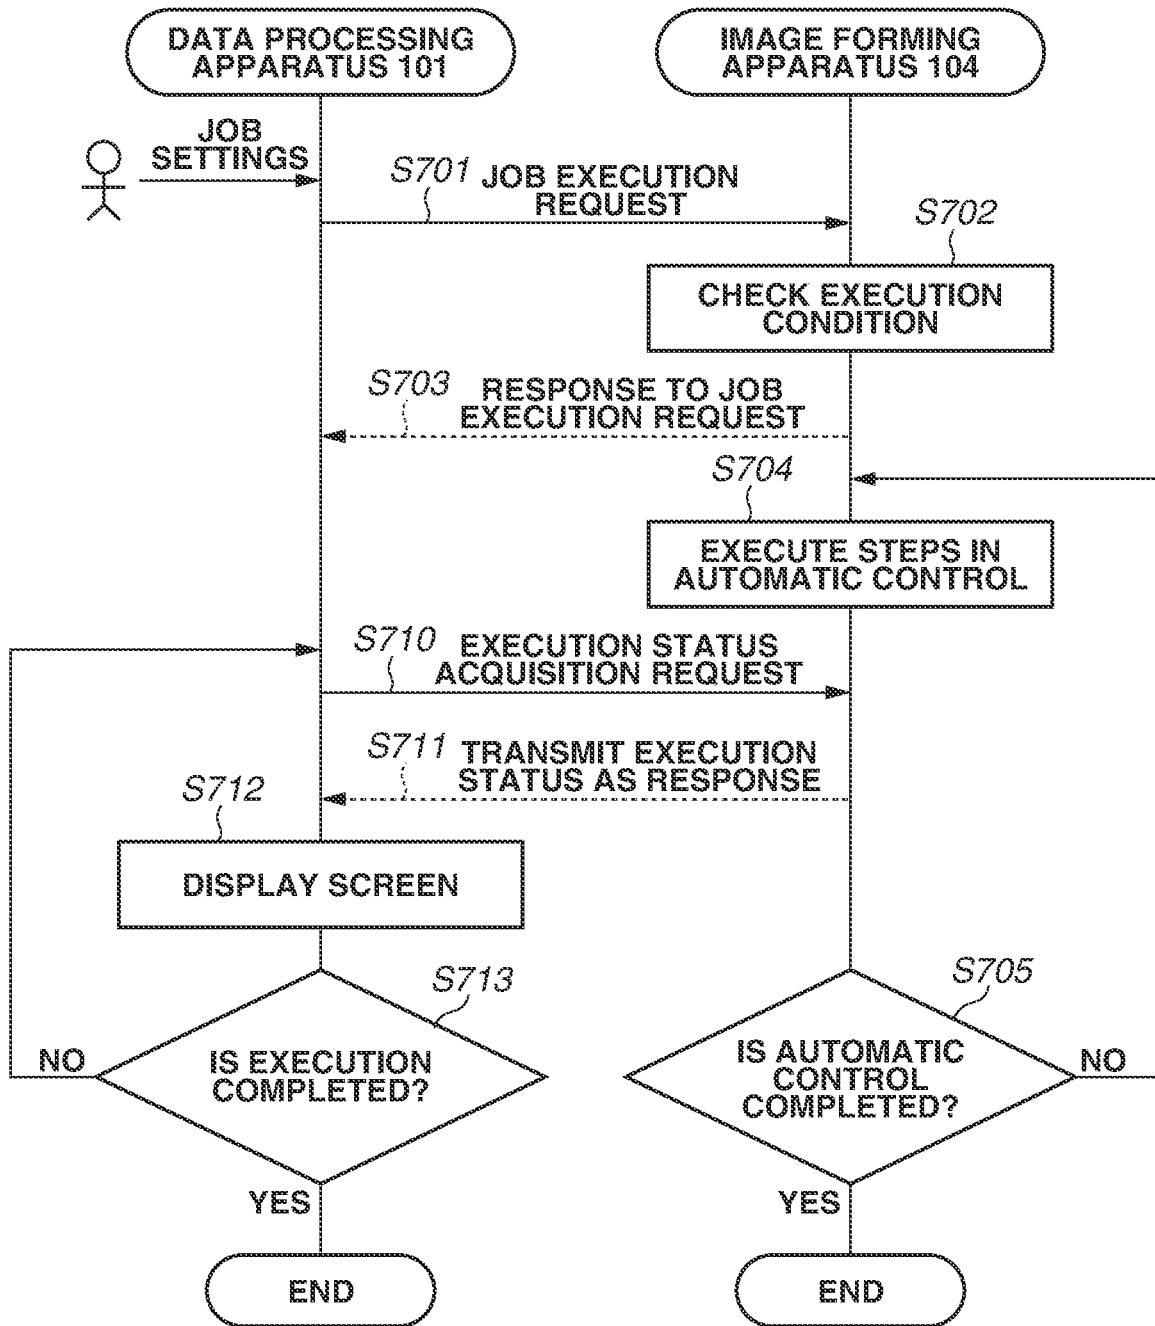 DATA PROCESSING
APPARATUS 101
IMAGE FORMING
APPARATUS 104
JOB
SETTINGS
S701
JOB EXECUTION
REQUEST
S702
CHECK EXECUTION
CONDITION
S703
RESPONSE TO JOB
EXECUTION REQUEST
S704
EXECUTE STEPS IN
AUTOMATIC CONTROL
S710
EXECUTION STATUS
ACQUISITION REQUEST
S711
TRANSMIT EXECUTION
STATUS AS RESPONSE
S712
DISPLAY SCREEN
S713
IS EXECUTION
COMPLETED?
NO
YES
END
S705
IS AUTOMATIC
CONTROL
COMPLETED?
NO
YES
END